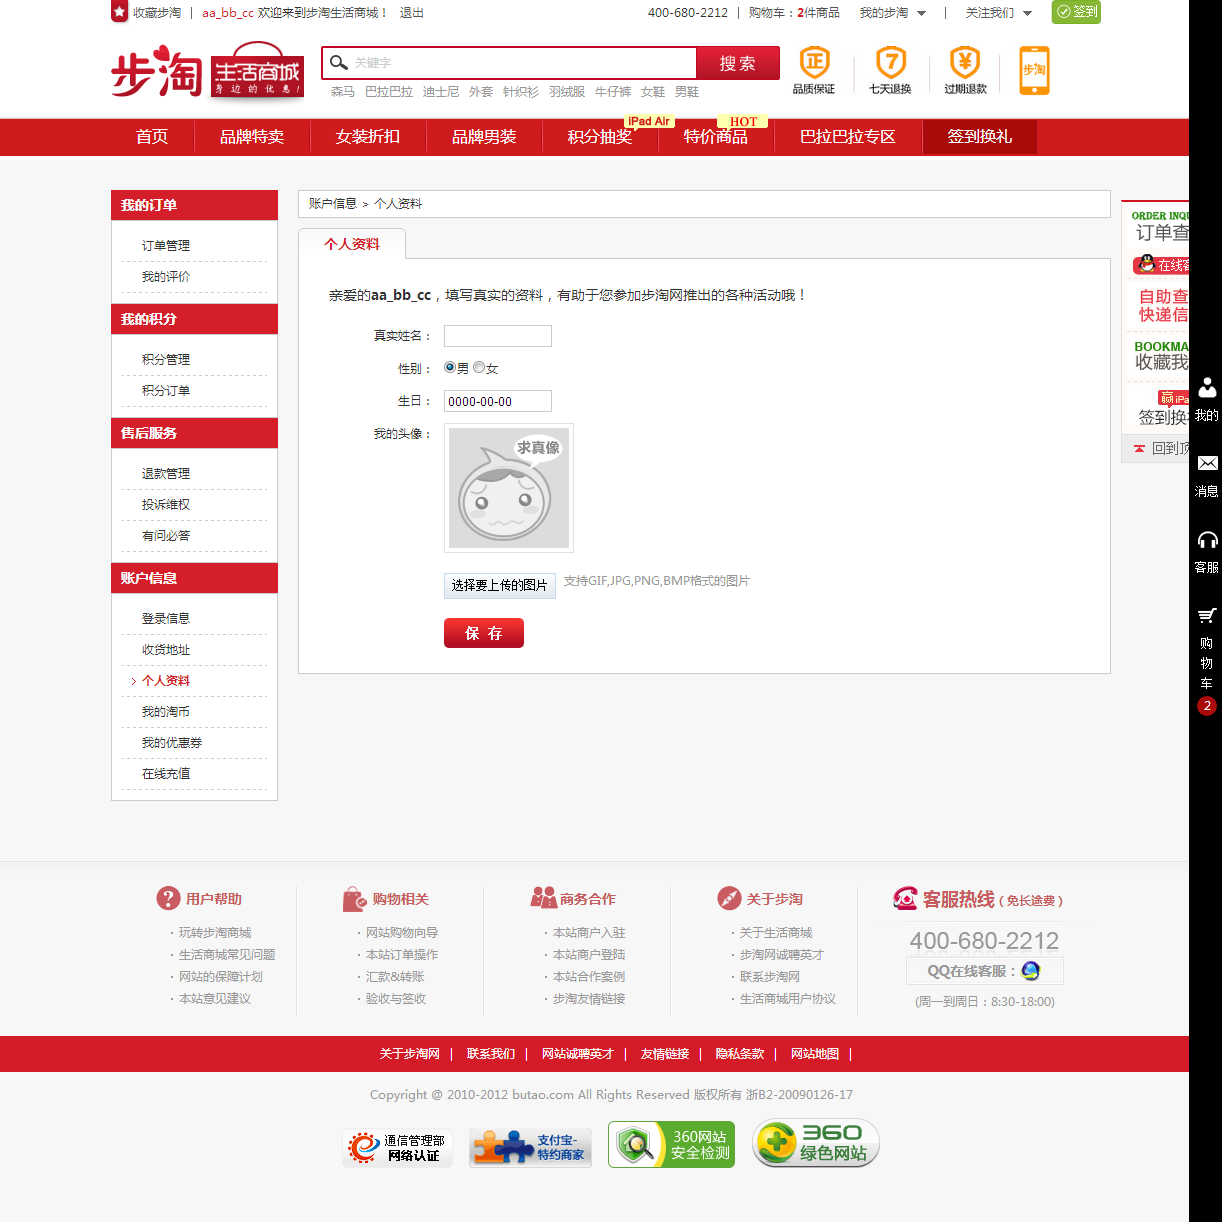 收藏步淘 | aa_bb_cc 欢迎来到步淘生活商城！ 退出
400-680-2212 | 购物车：2件商品 我的步淘 | 关注我们 签到
步淘 生活商城
身边的优惠！
关键字 搜索
森马 巴拉巴拉 迪士尼 外套 针织衫 羽绒服 牛仔裤 女鞋 男鞋
正 7 ¥ 步淘
品质保证 七天退换 过期退款
iPad Air HOT
首页 品牌特卖 女装折扣 品牌男装 积分抽奖 特价商品 巴拉巴拉专区 签到换礼
我的订单
订单管理
我的评价
我的积分
积分管理
积分订单
售后服务
退款管理
投诉维权
有问必答
账户信息
登录信息
收货地址
个人资料
我的淘币
我的优惠券
在线充值
账户信息 > 个人资料
个人资料
亲爱的aa_bb_cc，填写真实的资料，有助于您参加步淘网推出的各种活动哦！
真实姓名：
性别： 男 女
生日： 0000-00-00
我的头像：
求真像
选择要上传的图片 支持GIF,JPG,PNG,BMP格式的图片
保 存
ORDER INQU
订单查
在线客
自助查
快递信
BOOKMA
收藏我
赢iPa
签到换
回到顶
我的
消息
客服
购
物
车
2
用户帮助
·玩转步淘商城
·生活商城常见问题
·网站的保障计划
·本站意见建议
购物相关
·网站购物向导
·本站订单操作
·汇款&转账
·验收与签收
商务合作
·本站商户入驻
·本站商户登陆
·本站合作案例
·步淘友情链接
关于步淘
·关于生活商城
·步淘网诚聘英才
·联系步淘网
·生活商城用户协议
客服热线（免长途费）
400-680-2212
QQ在线客服：
(周一到周日：8:30-18:00)
关于步淘网 | 联系我们 | 网站诚聘英才 | 友情链接 | 隐私条款 | 网站地图 |
Copyright @ 2010-2012 butao.com All Rights Reserved 版权所有 浙B2-20090126-17
通信管理部
网络认证
支付宝-
特约商家
360网站
安全检测
360
绿色网站